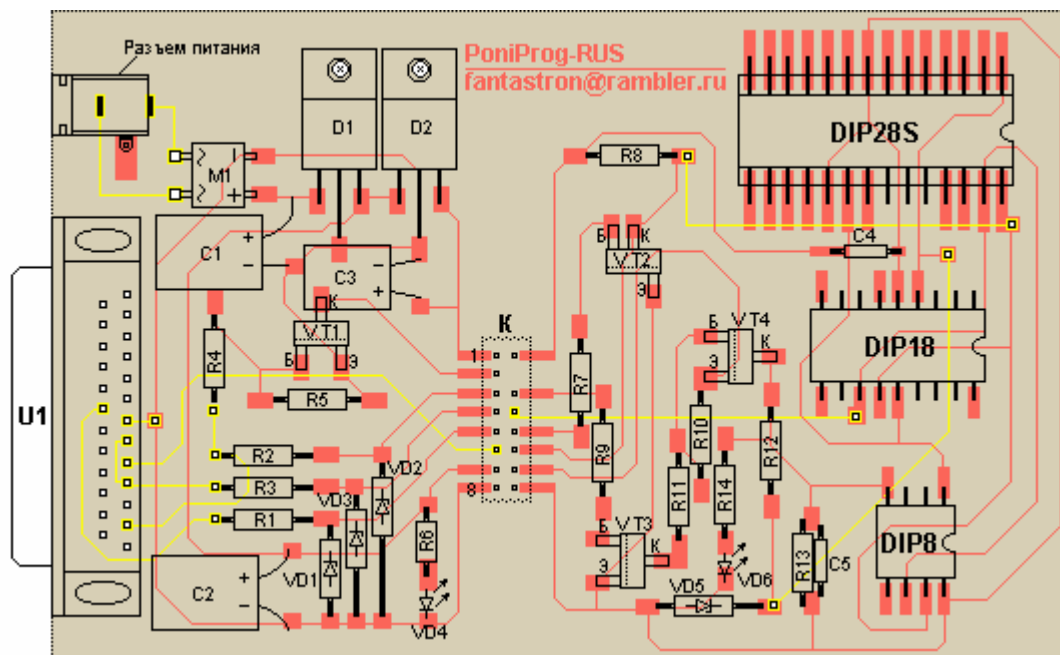 Разъем питания
PoniProg-RUS
fantastron@rambler.ru
D1
D2
DIP28S
M1
R8
C1
C3
Б
К
VT2
Э
C4
К
VT1
Б
Э
R4
R5
К
1
8
R7
R9
Б
VT4
Э
К
R10
R12
R11
R14
DIP18
U1
R2
R3
R1
VD3
VD2
VD1
R6
VD4
C2
Б
VT3
Э
К
VD5
VD6
R13
C5
DIP8